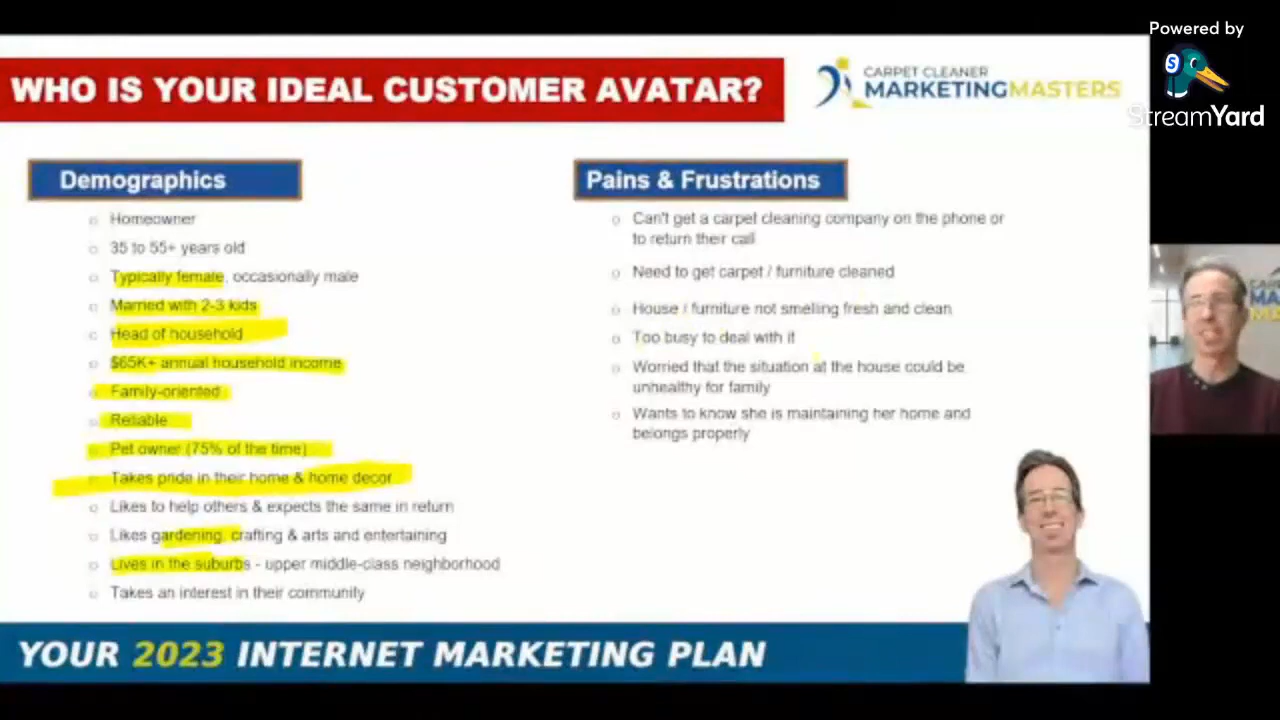 Powered by
StreamYard
WHO IS YOUR IDEAL CUSTOMER AVATAR?
CARPET CLEANER
MARKETINGMASTERS
Demographics
Homeowner
35 to 55+ years old
Typically female, occasionally male
Married with 2-3 kids
Head of household
$65K+ annual household income
Family-oriented
Reliable
Pet owner (75% of the time)
Takes pride in their home & home decor
Likes to help others & expects the same in return
Likes gardening, crafting & arts and entertaining
Lives in the suburbs - upper middle-class neighborhood
Takes an interest in their community
Pains & Frustrations
Can't get a carpet cleaning company on the phone or
to return their call
Need to get carpet / furniture cleaned
House / furniture not smelling fresh and clean
Too busy to deal with it
Worried that the situation at the house could be
unhealthy for family
Wants to know she is maintaining her home and
belongs properly
YOUR 2023 INTERNET MARKETING PLAN